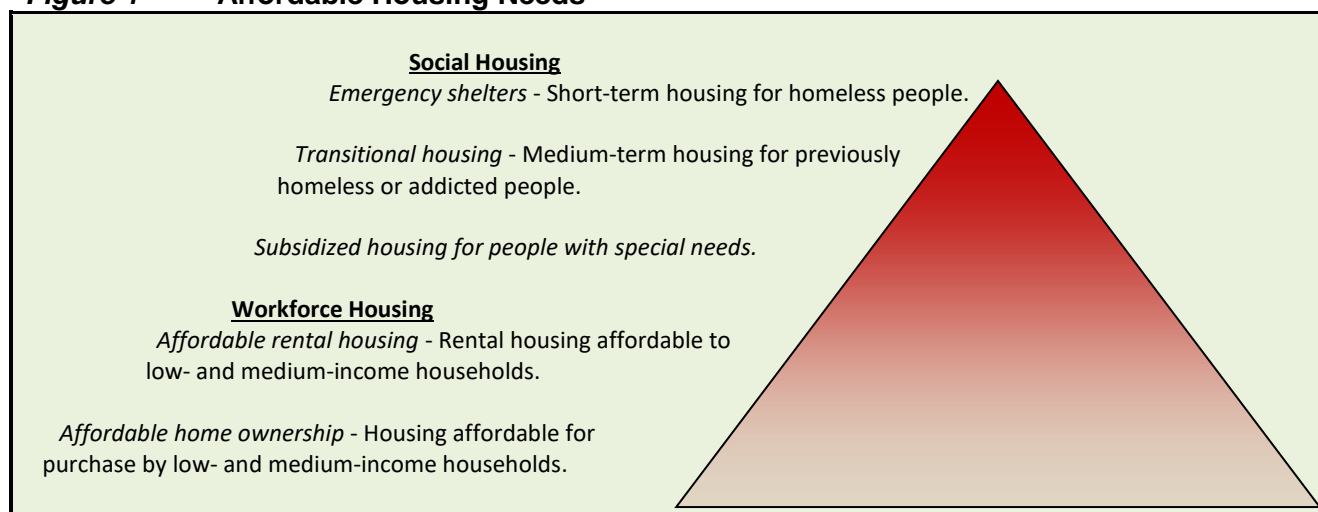 Affordable Housing Needs
Social Housing
Emergency shelters - Short-term housing for homeless people.
Transitional housing - Medium-term housing for previously
homeless or addicted people.
Subsidized housing for people with special needs.
Workforce Housing
Affordable rental housing - Rental housing affordable to
low- and medium-income households.
Affordable home ownership - Housing affordable for
purchase by low- and medium-income households.